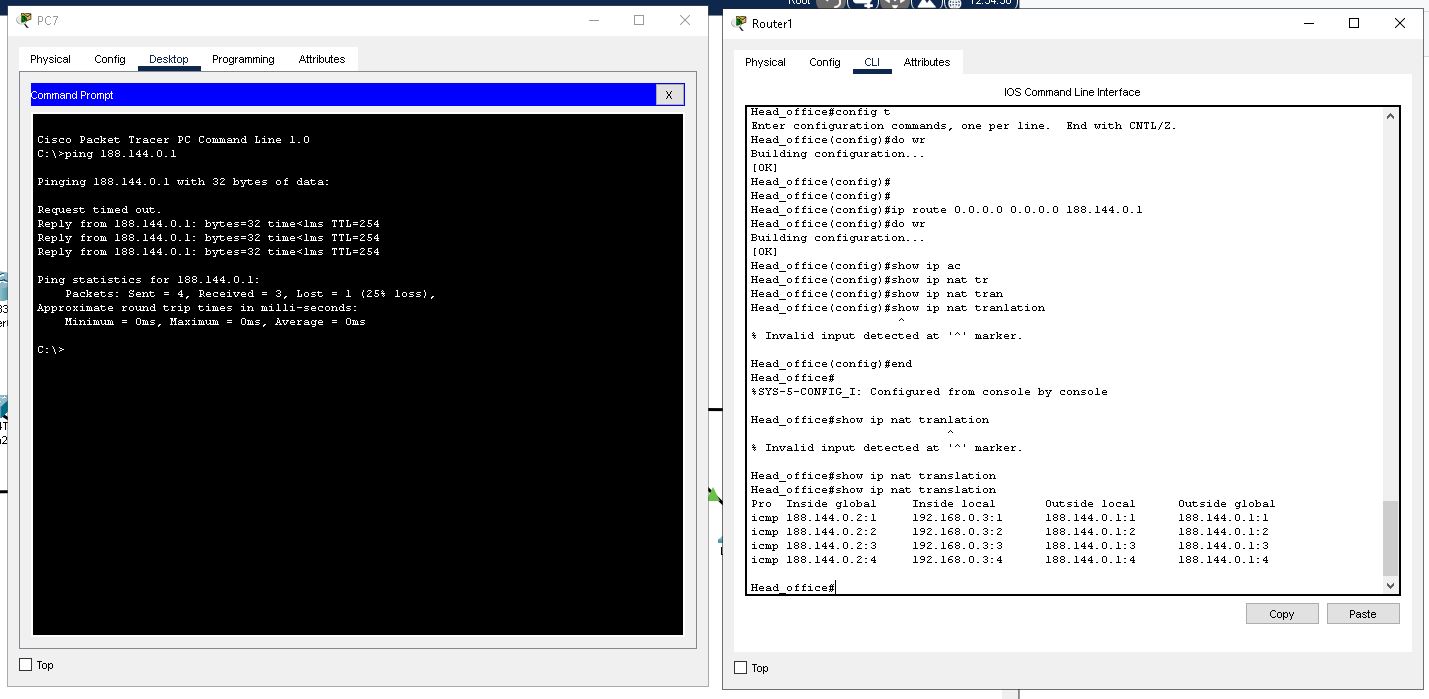 Root
12:54:30
PC7
Physical Config Desktop Programming Attributes
Command Prompt
X
Cisco Packet Tracer PC Command Line 1.0
C:\>ping 188.144.0.1
Pinging 188.144.0.1 with 32 bytes of data:
Request timed out.
Reply from 188.144.0.1: bytes=32 time<1ms TTL=254
Reply from 188.144.0.1: bytes=32 time<1ms TTL=254
Reply from 188.144.0.1: bytes=32 time<1ms TTL=254
Ping statistics for 188.144.0.1:
Packets: Sent = 4, Received = 3, Lost = 1 (25% loss),
Approximate round trip times in milli-seconds:
Minimum = 0ms, Maximum = 0ms, Average = 0ms
C:\>
Top
Router1
Physical Config CLI Attributes
IOS Command Line Interface
Head_office#config t
Enter configuration commands, one per line. End with CNTL/Z.
Head_office(config)#do wr
Building configuration...
[OK]
Head_office(config)#
Head_office(config)#
Head_office(config)#ip route 0.0.0.0 0.0.0.0 188.144.0.1
Head_office(config)#do wr
Building configuration...
[OK]
Head_office(config)#show ip ac
Head_office(config)#show ip nat tr
Head_office(config)#show ip nat tran
Head_office(config)#show ip nat tranlation
^
% Invalid input detected at '^' marker.
Head_office(config)#end
Head_office#
%SYS-5-CONFIG_I: Configured from console by console
Head_office#show ip nat tranlation
^
% Invalid input detected at '^' marker.
Head_office#show ip nat translation
Head_office#show ip nat translation
Pro Inside global Inside local Outside local Outside global
icmp 188.144.0.2:1 192.168.0.3:1 188.144.0.1:1 188.144.0.1:1
icmp 188.144.0.2:2 192.168.0.3:2 188.144.0.1:2 188.144.0.1:2
icmp 188.144.0.2:3 192.168.0.3:3 188.144.0.1:3 188.144.0.1:3
icmp 188.144.0.2:4 192.168.0.3:4 188.144.0.1:4 188.144.0.1:4
Head_office#
Copy Paste
Top